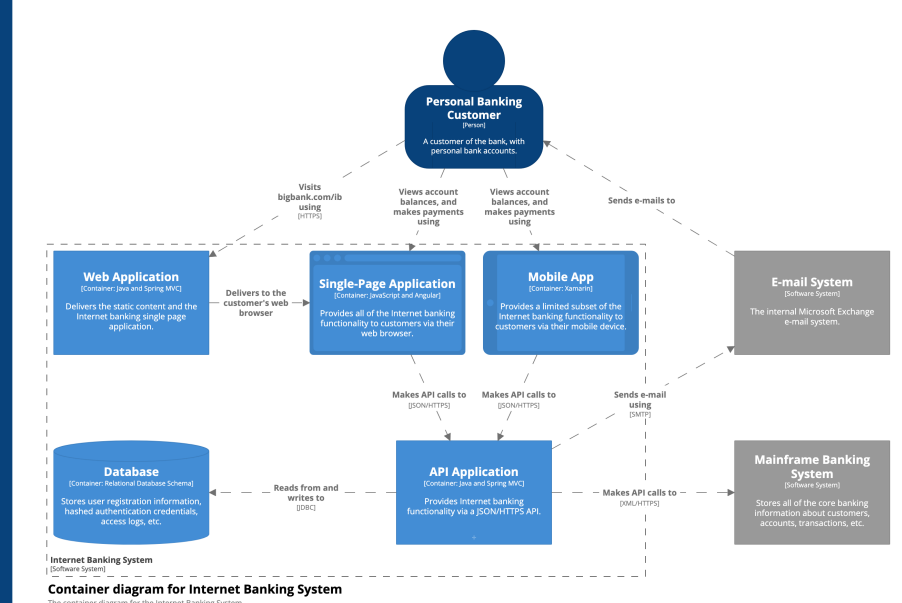 Personal Banking
Customer
[Person]
A customer of the bank, with
personal bank accounts.
Visits
bigbank.com/ib
using
[HTTPS]
Views account
balances, and
makes payments
using
Views account
balances, and
makes payments
using
Sends e-mails to
Web Application
[Container: Java and Spring MVC]
Delivers the static content and the
Internet banking single page
application.
Delivers to the
customer's web
browser
Single-Page Application
[Container: JavaScript and Angular]
Provides all of the Internet banking
functionality to customers via their
web browser.
Mobile App
[Container: Xamarin]
Provides a limited subset of the
Internet banking functionality to
customers via their mobile device.
E-mail System
[Software System]
The internal Microsoft Exchange
e-mail system.
Makes API calls to
[JSON/HTTPS]
Makes API calls to
[JSON/HTTPS]
Sends e-mail
using
[SMTP]
Database
[Container: Relational Database Schema]
Stores user registration information,
hashed authentication credentials,
access logs, etc.
Reads from and
writes to
[JDBC]
API Application
[Container: Java and Spring MVC]
Provides Internet banking
functionality via a JSON/HTTPS API.
+
Makes API calls to
[XML/HTTPS]
Mainframe Banking
System
[Software System]
Stores all of the core banking
information about customers,
accounts, transactions, etc.
Internet Banking System
[Software System]
Container diagram for Internet Banking System
The container diagram for the Internet Banking System